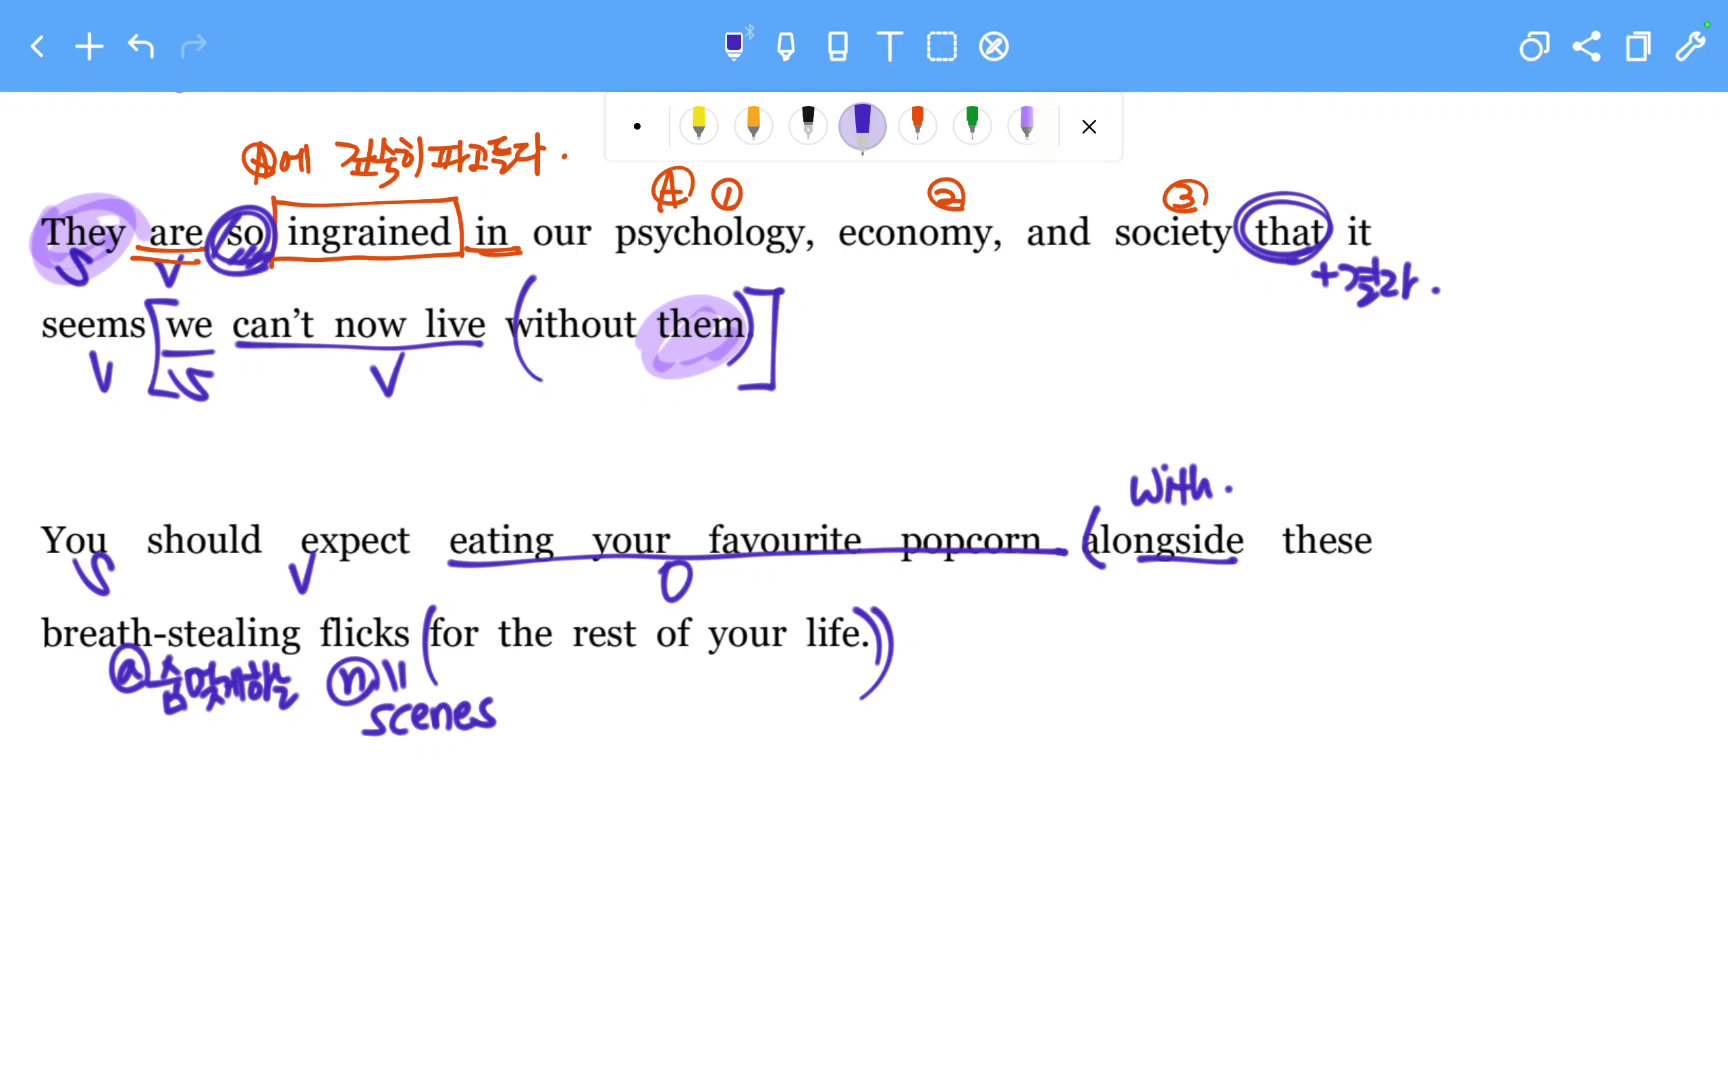 Ⓐ에 깊숙히 파고들다.
Ⓐ ① ② ③
They are so ingrained in our psychology, economy, and society that it
S V +결과.
seems [we can't now live (without them.)]
V S V
with.
You should expect eating your favourite popcorn (alongside these
S V O
breath-stealing flicks (for the rest of your life.))
ⓐ 숨멎게하는 ⓝ =
scenes